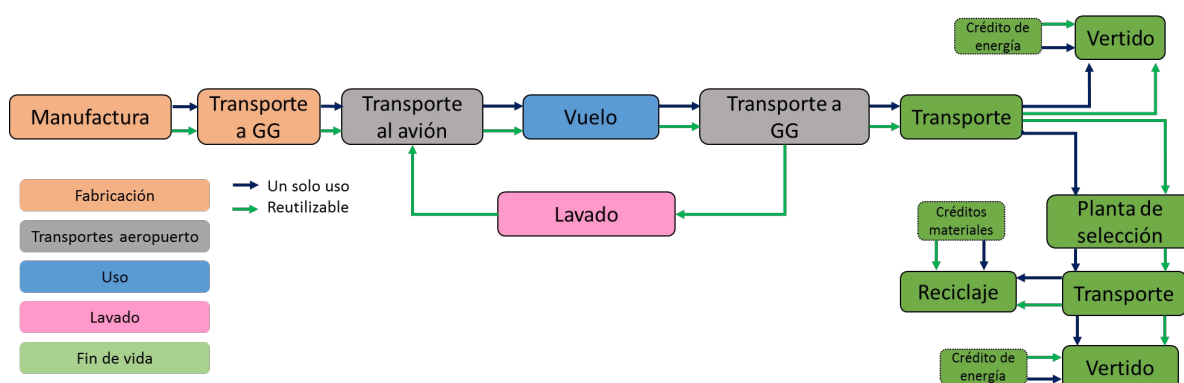 Crédito de
energía
Vertido
Manufactura
Transporte
a GG
Transporte
al avión
Vuelo
Transporte a
GG
Transporte
Fabricación
Transportes aeropuerto
Uso
Lavado
Fin de vida
Un solo uso
Reutilizable
Lavado
Planta de
selección
Créditos
materiales
Reciclaje
Transporte
Crédito de
energía
Vertido